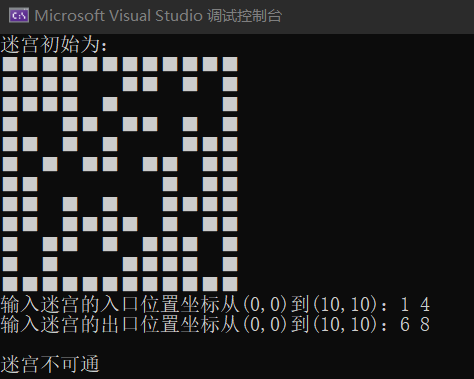 Microsoft Visual Studio 调试控制台
迷宫初始为:
■■■■■■■■■■■■
■■■■  ■■ ■ ■
■■■■ ■     ■
■  ■■ ■■ ■ ■
■■ ■ ■   ■■■
■ ■ ■■ ■■ ■■
■■      ■ ■■
■■ ■ ■  ■■■■
■■ ■■■■ ■ ■
■ ■■ ■ ■■■ ■
■ ■   ■■■■ ■
■■■■■■■■■■■■
输入迷宫的入口位置坐标从(0,0)到(10,10): 1 4
输入迷宫的出口位置坐标从(0,0)到(10,10): 6 8
迷宫不可通